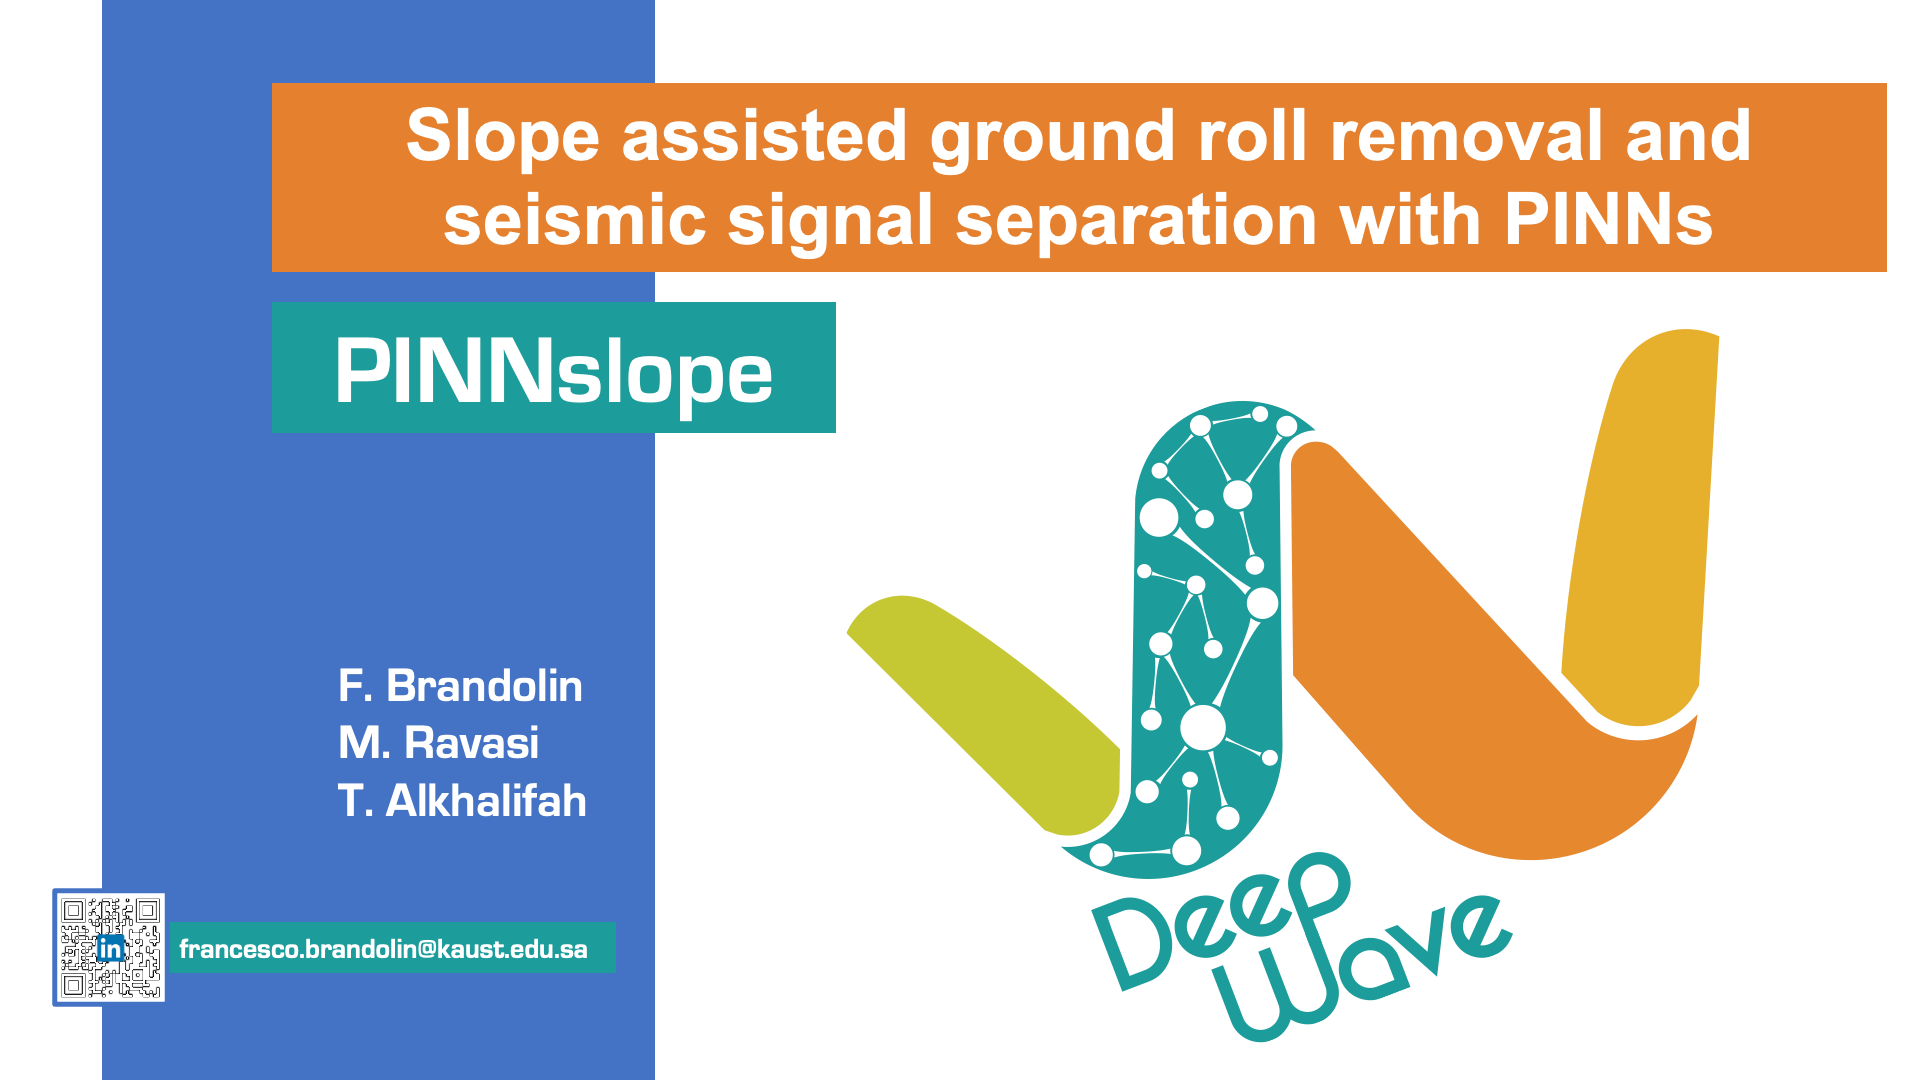 Slope assisted ground roll removal and
seismic signal separation with PINNs
PINNslope
F. Brandolin
M. Ravasi
T. Alkhalifah
in
francesco.brandolin@kaust.edu.sa
Deep
Wave